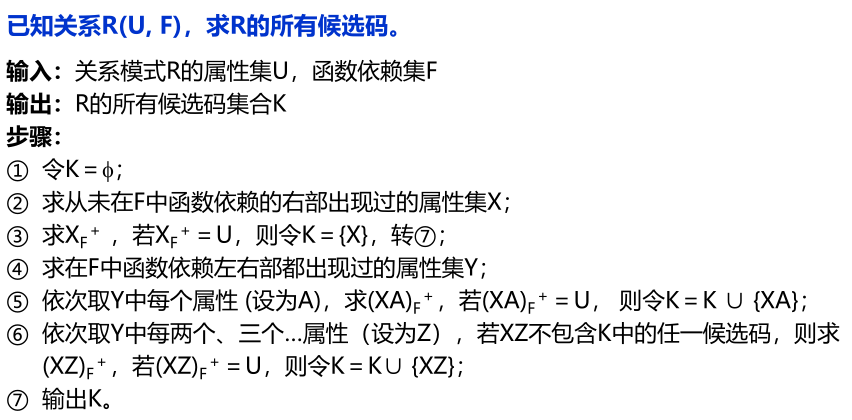 已知关系R(U, F)，求R的所有候选码。
输入：关系模式R的属性集U，函数依赖集F
输出：R的所有候选码集合K
步骤：
① 令K＝ϕ；
② 求从未在F中函数依赖的右部出现过的属性集X；
③ 求X_F⁺ ，若X_F⁺＝U，则令K＝{X}，转⑦；
④ 求在F中函数依赖左右部都出现过的属性集Y；
⑤ 依次取Y中每个属性 (设为A)，求(XA)_F⁺，若(XA)_F⁺＝U， 则令K＝K ∪ {XA}；
⑥ 依次取Y中每两个、三个…属性（设为Z），若XZ不包含K中的任一候选码，则求
(XZ)_F⁺，若(XZ)_F⁺＝U，则令K＝K∪ {XZ}；
⑦ 输出K。